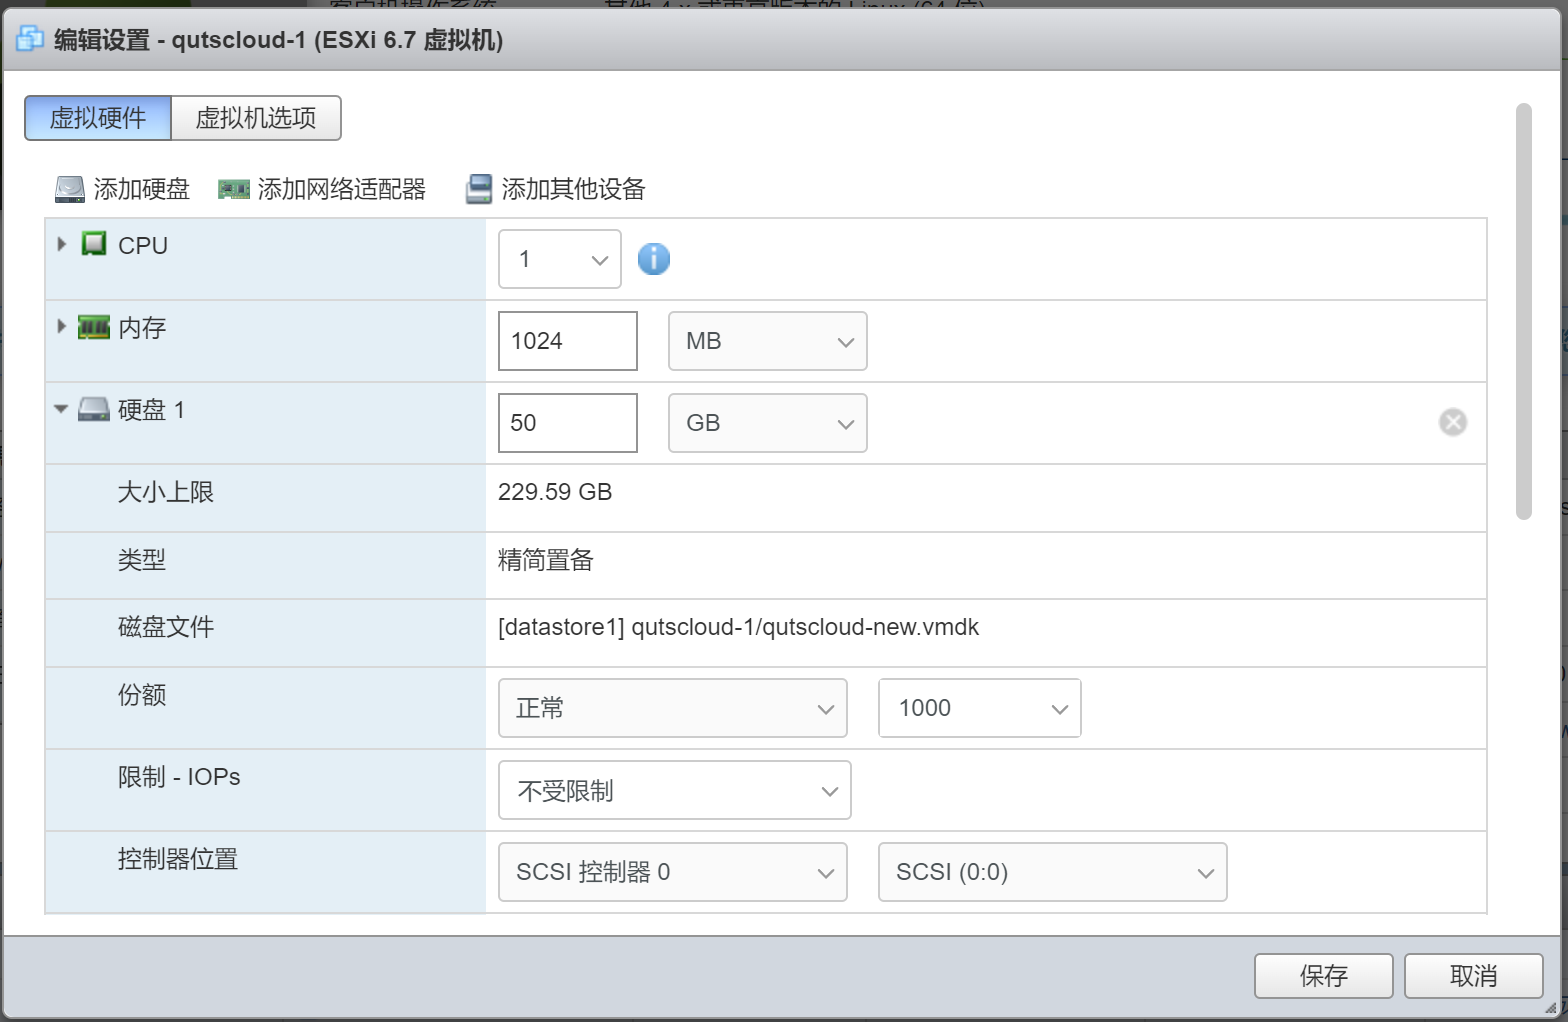 编辑设置 - qutscloud-1 (ESXi 6.7 虚拟机)
虚拟硬件 虚拟机选项
添加硬盘 添加网络适配器 添加其他设备
CPU 1
内存 1024 MB
硬盘 1 50 GB
大小上限 229.59 GB
类型 精简置备
磁盘文件 [datastore1] qutscloud-1/qutscloud-new.vmdk
份额 正常 1000
限制 - IOPs 不受限制
控制器位置 SCSI 控制器 0 SCSI (0:0)
保存 取消